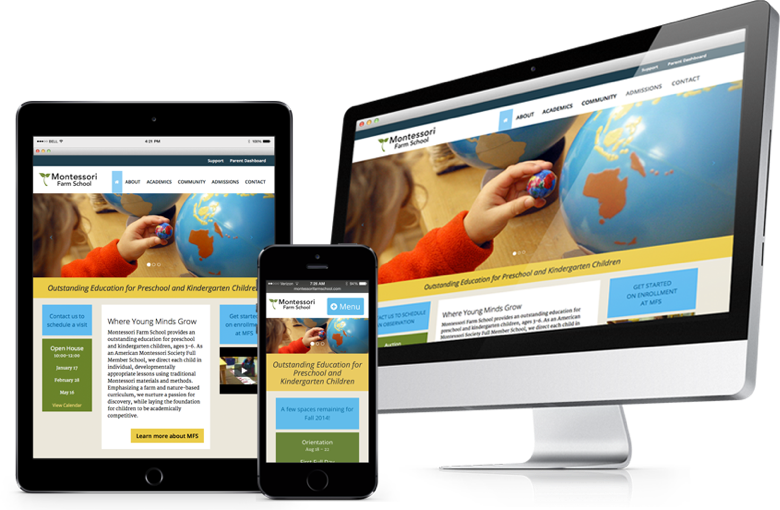 BELL
4:21 PM
Support Parent Dashboard
Montessori
Farm School
ABOUT ACADEMICS COMMUNITY ADMISSIONS CONTACT
Outstanding Education for Preschool and Kindergarten
Contact us to
schedule a visit
Open House
10:00-12:00
January 17
February 28
May 16
View Calendar
Where Young Minds Grow
Montessori Farm School provides an
outstanding education for preschool and
kindergarten children, ages 3–6. As
an American Montessori Society Full
Member School, we direct each child in
individual, developmentally
appropriate lessons using traditional
Montessori materials and methods.
Emphasizing a farm and nature-based
curriculum, we nurture a passion for
discovery, while laying the foundation
for children to be academically
competitive.
Learn more about MFS
Get started
on enrollment
at MFS
Verizon
7:35 AM
montessorifarmschool.com
Montessori
Farm School
Menu
Outstanding Education for
Preschool and
Kindergarten Children
A few spaces remaining for
Fall 2014!
Orientation
Aug 18 – 22
First Full Day
Support Parent Dashboard
Montessori
Farm School
ABOUT ACADEMICS COMMUNITY ADMISSIONS CONTACT
Outstanding Education for Preschool and Kindergarten Children
CONTACT US TO SCHEDULE
AN OBSERVATION
Auction
Where Young Minds Grow
Montessori Farm School provides an outstanding education for
preschool and kindergarten children, ages 3–6. As an American
Montessori Society Full Member School, we direct each child in
GET STARTED
ON ENROLLMENT
AT MFS